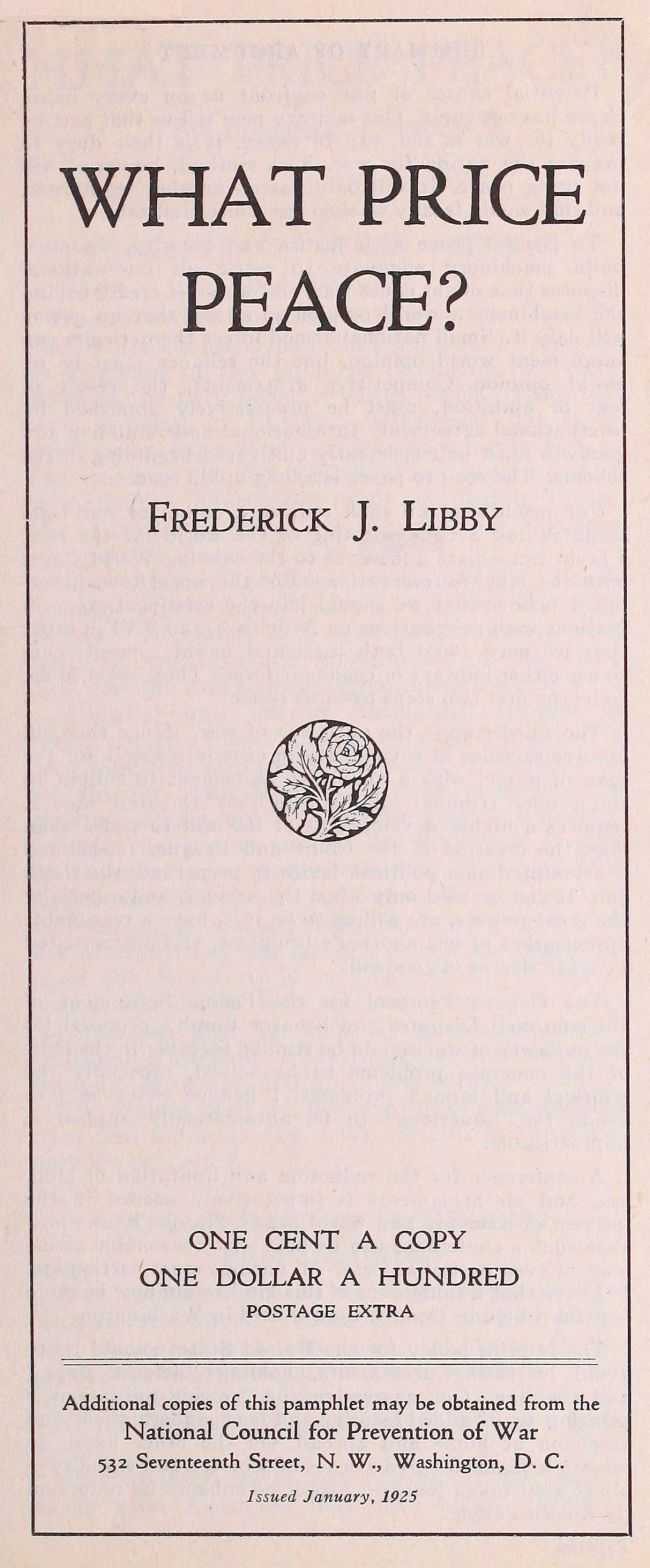 WHAT PRICE
PEACE?
FREDERICK J. LIBBY
ONE CENT A COPY
ONE DOLLAR A HUNDRED
POSTAGE EXTRA
Additional copies of this pamphlet may be obtained from the
National Council for Prevention of War
532 Seventeenth Street, N. W., Washington, D. C.
Issued January, 1925